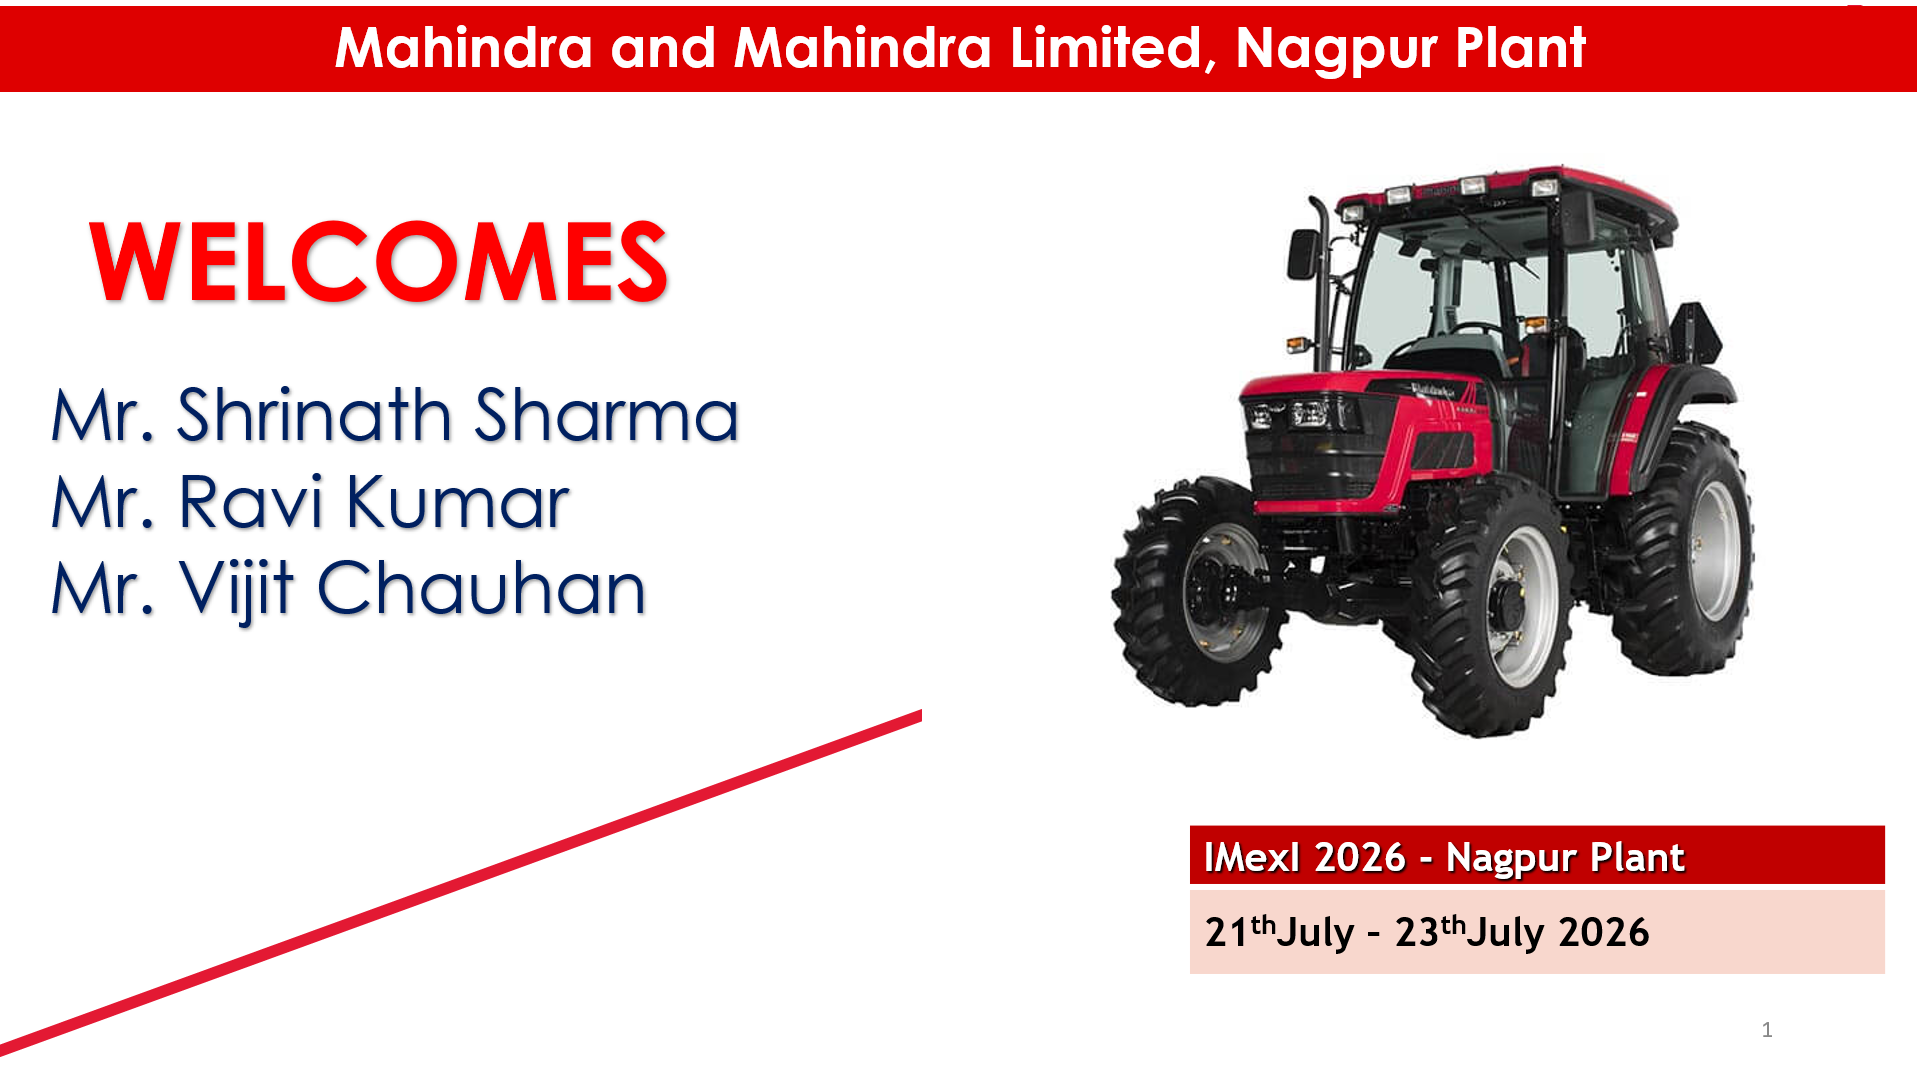 Mahindra and Mahindra Limited, Nagpur Plant
WELCOMES
Mr. Shrinath Sharma
Mr. Ravi Kumar
Mr. Vijit Chauhan
IMexI 2026 - Nagpur Plant
21thJuly - 23thJuly 2026
1